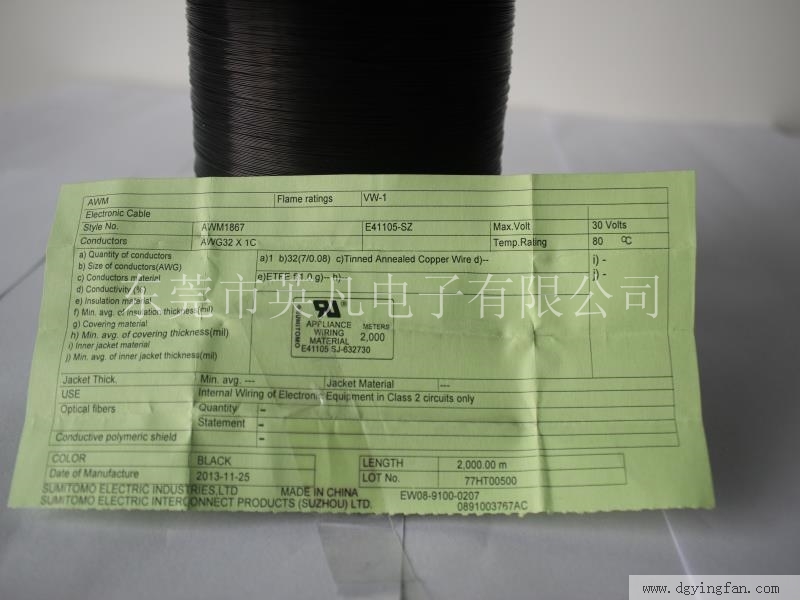 AWM Flame ratings VW-1
Electronic Cable
Style No. AWM1867 E41105-SZ Max.Volt 30 Volts
Conductors AWG32 X 1C Temp.Rating 80 ℃
a) Quantity of conductors a)1 b)32(7/0.08) c)Tinned Annealed Copper Wire d)-- i) -
b) Size of conductors(AWG)
c) Conductors material e)ETFE f)1.0 g)-- h)-- j) -
d) Conductivity (%)
e) Insulation material
f) Min. avg. of insulation thickness(mil)
g) Covering material
h) Min. avg. of covering thickness(mil)
i) Inner jacket material
j) Min. avg. of inner jacket thickness(mil)
东莞市英凡电子有限公司
SUMITOMO
APPLIANCE METERS
WIRING 2,000
MATERIAL
E41105 SJ-632730
Jacket Thick. Min. avg. --- Jacket Material ---
USE Internal Wiring of Electronic Equipment in Class 2 circuits only
Optical fibers Quantity -
Statement -
Conductive polymeric shield -
COLOR BLACK LENGTH 2,000.00 m
Date of Manufacture 2013-11-25 LOT No. 77HT00500
SUMITOMO ELECTRIC INDUSTRIES,LTD MADE IN CHINA EW08-9100-0207
SUMITOMO ELECTRIC INTERCONNECT PRODUCTS (SUZHOU) LTD. 0891003767AC
www.dgyingfan.com